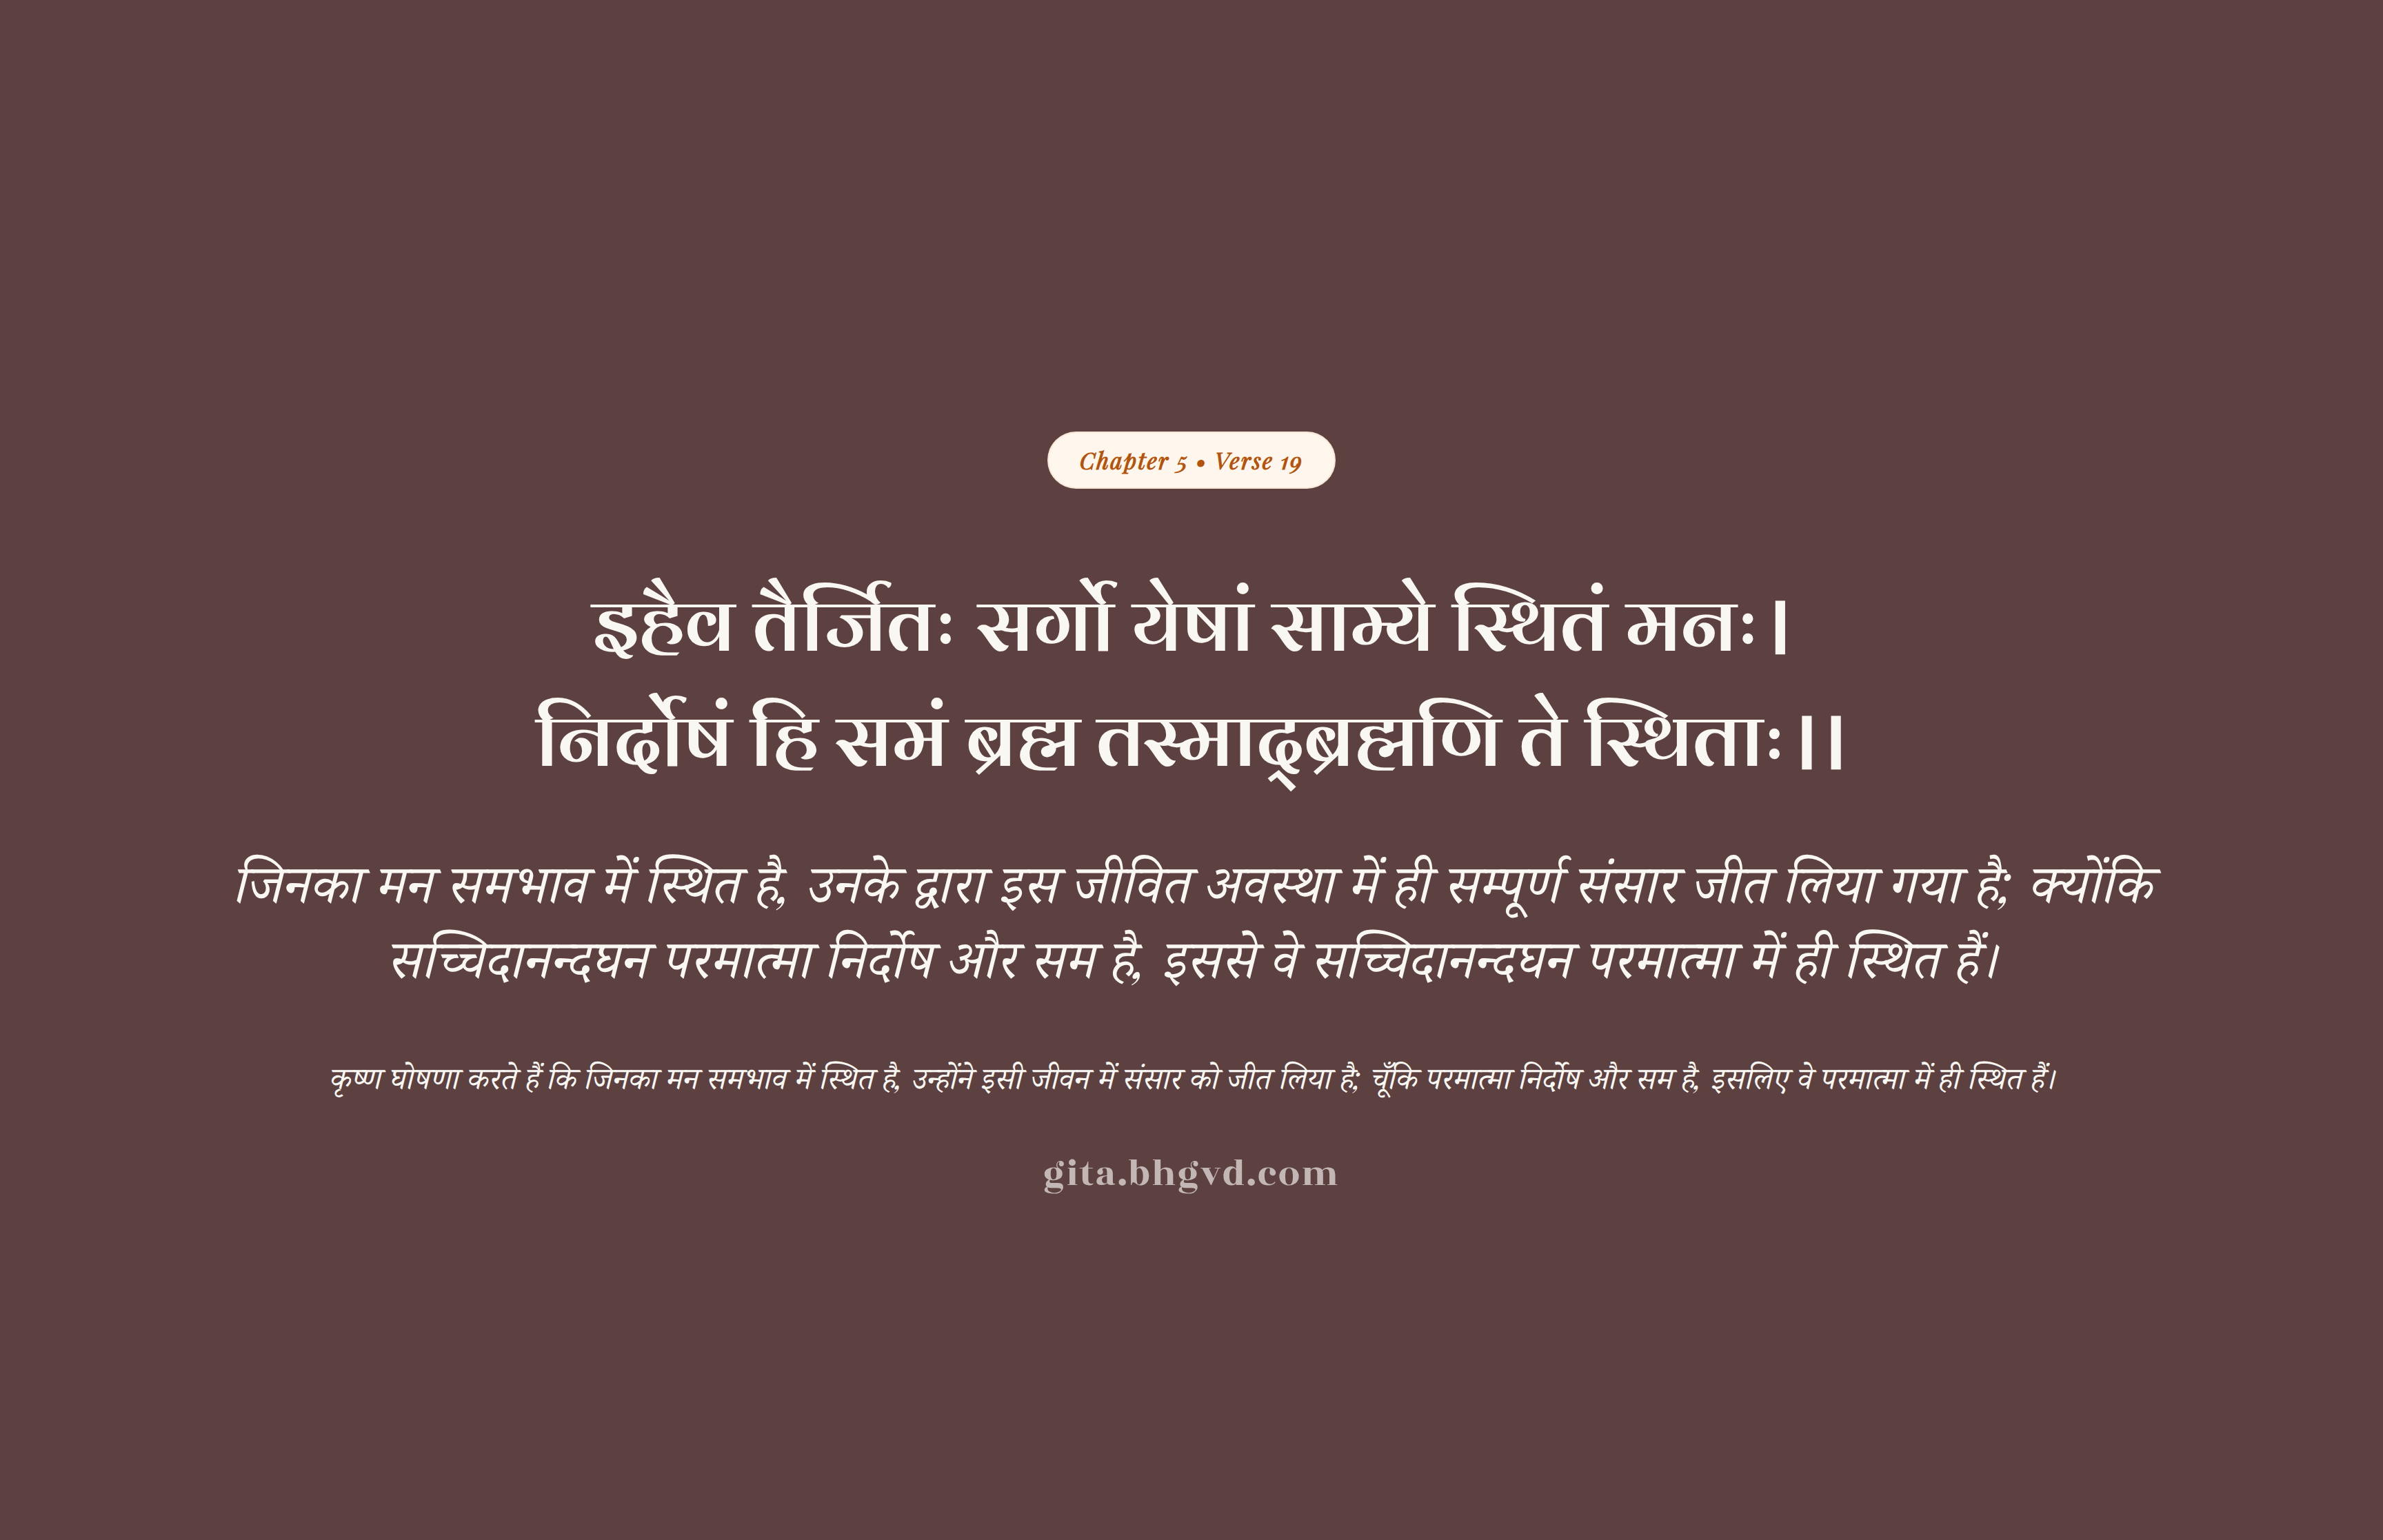 Chapter 5 • Verse 19
इहैव तैर्जितः सर्गो येषां साम्ये स्थितं मनः।
निर्दोषं हि समं ब्रह्म तस्माद्ब्रह्मणि ते स्थिताः।।
जिनका मन समभाव में स्थित है, उनके द्वारा इस जीवित अवस्था में ही सम्पूर्ण संसार जीत लिया गया है; क्योंकि
सच्चिदानन्दघन परमात्मा निर्दोष और सम है, इससे वे सच्चिदानन्दघन परमात्मा में ही स्थित हैं।
कृष्ण घोषणा करते हैं कि जिनका मन समभाव में स्थित है, उन्होंने इसी जीवन में संसार को जीत लिया है; चूँकि परमात्मा निर्दोष और सम है, इसलिए वे परमात्मा में ही स्थित हैं।
gita.bhgvd.com